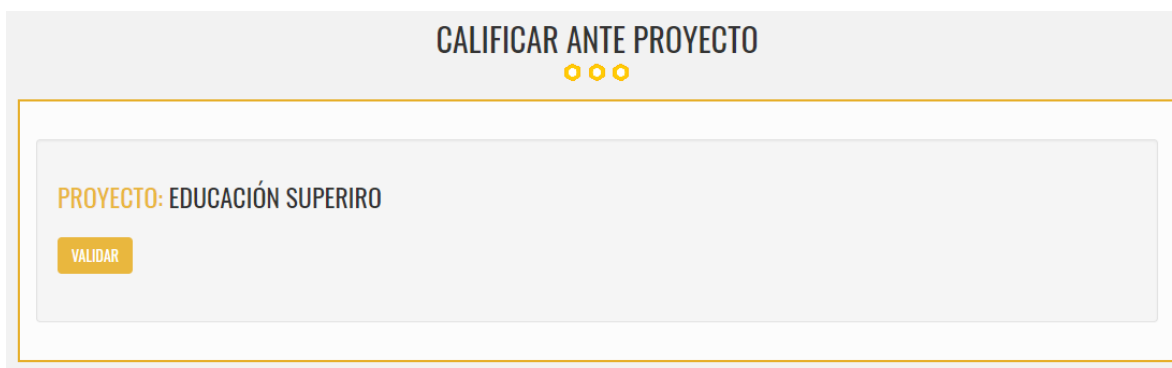 CALIFICAR ANTE PROYECTO
PROYECTO: EDUCACIÓN SUPERIRO
VALIDAR